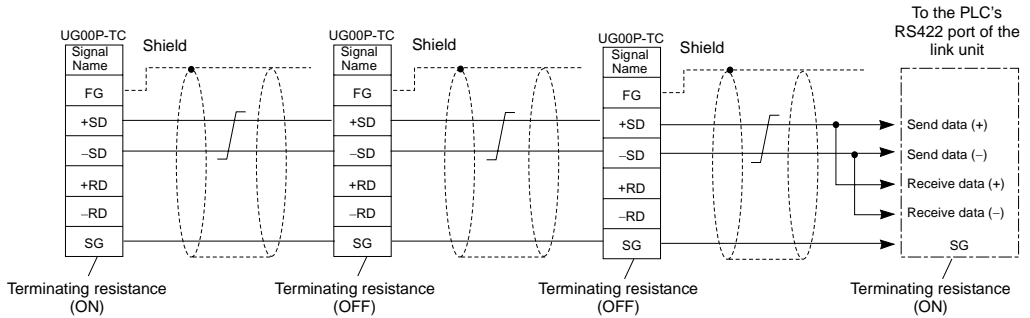 To the PLC's
RS422 port of the
link unit
UG00P-TC
Signal
Name
FG
+SD
−SD
+RD
−RD
SG
Shield
Terminating resistance
(ON)
UG00P-TC
Signal
Name
FG
+SD
−SD
+RD
−RD
SG
Shield
Terminating resistance
(OFF)
UG00P-TC
Signal
Name
FG
+SD
−SD
+RD
−RD
SG
Shield
Terminating resistance
(OFF)
Send data (+)
Send data (−)
Receive data (+)
Receive data (−)
SG
Terminating resistance
(ON)